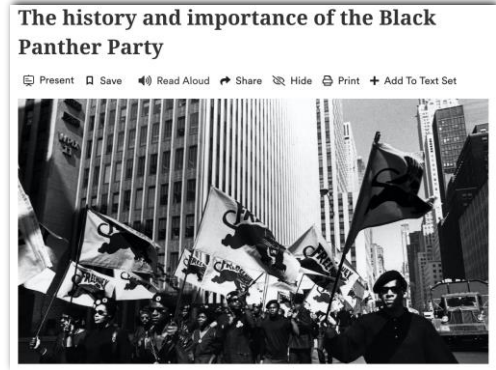 The history and importance of the Black
Panther Party
Present Save Read Aloud Share Hide Print Add To Text Set